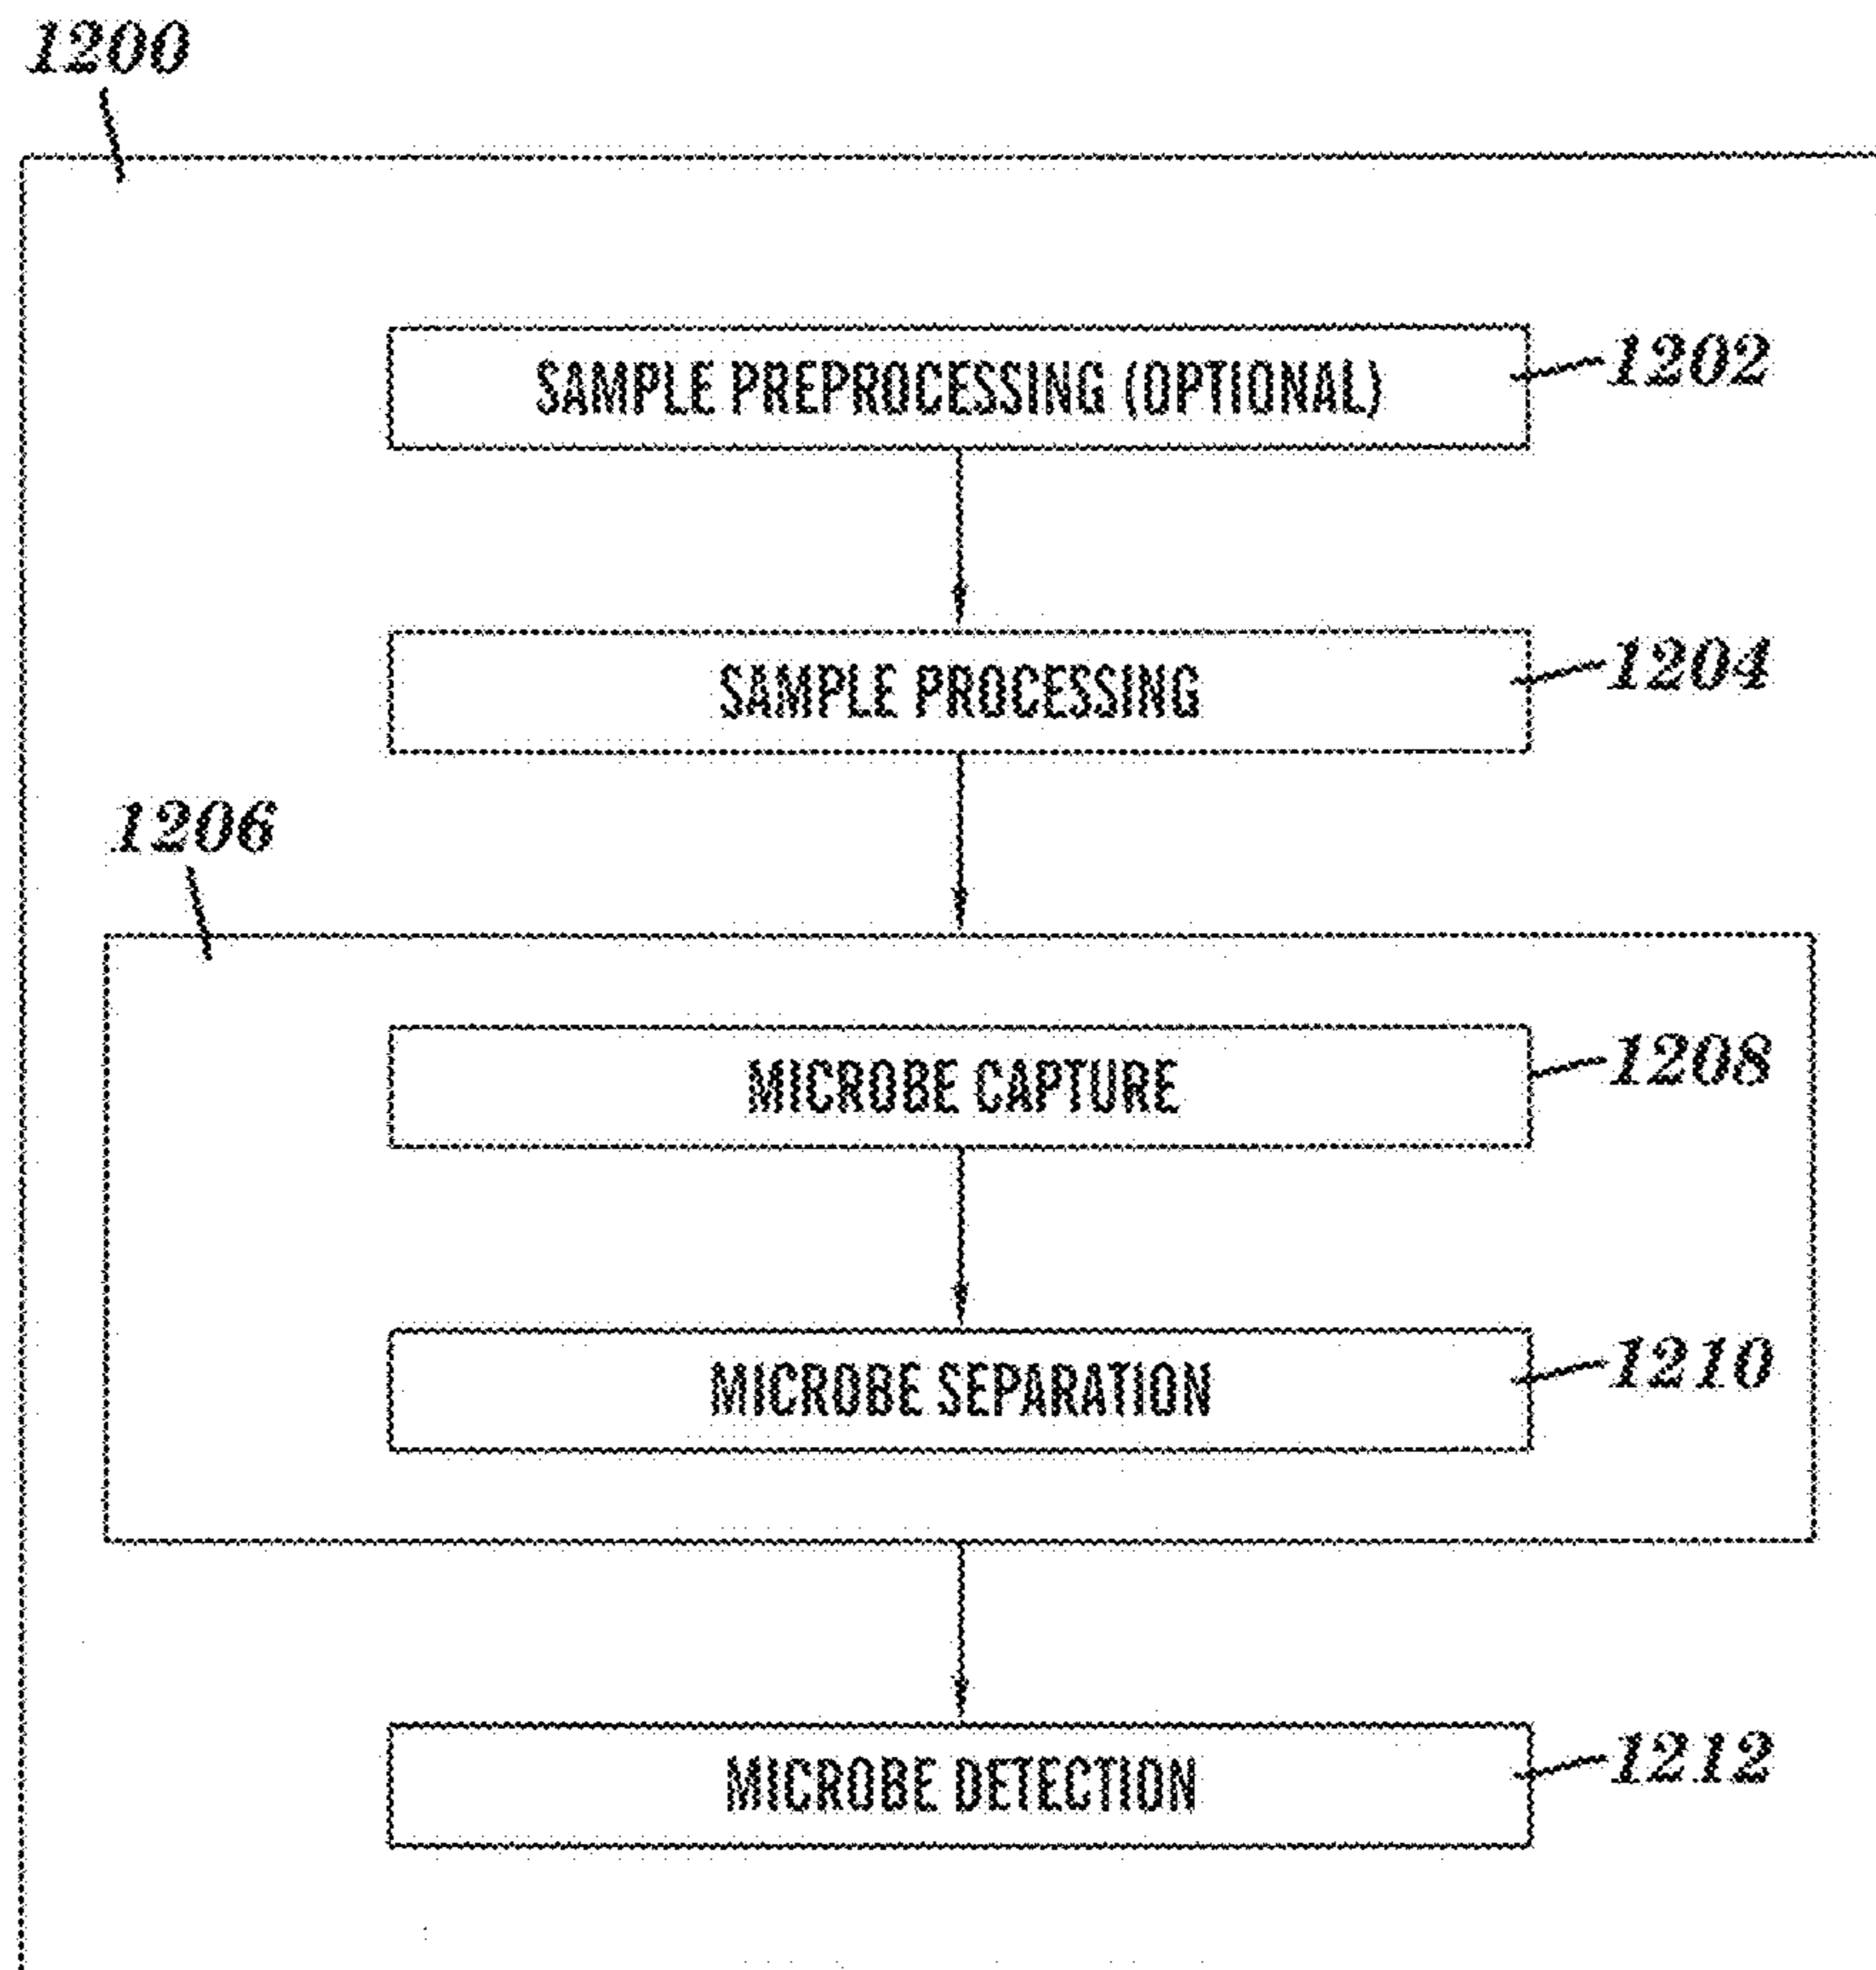 1200
SAMPLE PREPROCESSING (OPTIONAL)
1202
SAMPLE PROCESSING
1204
1206
MICROBE CAPTURE
1208
MICROBE SEPARATION
1210
MICROBE DETECTION
1212